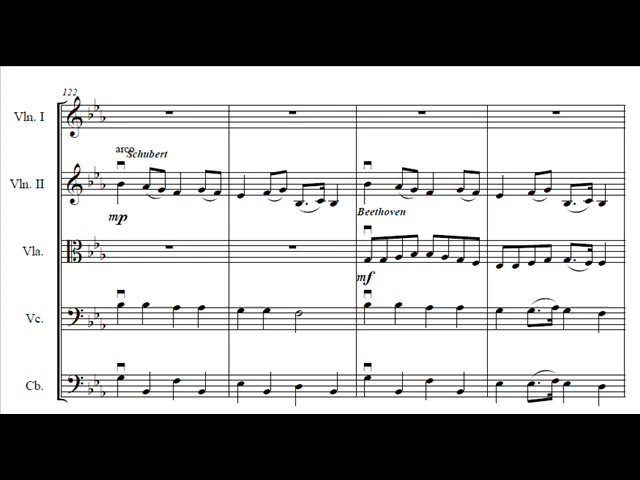 122
Vln. I
arco
Schubert
Vln. II
mp
Beethoven
Vla.
mf
Vc.
Cb.